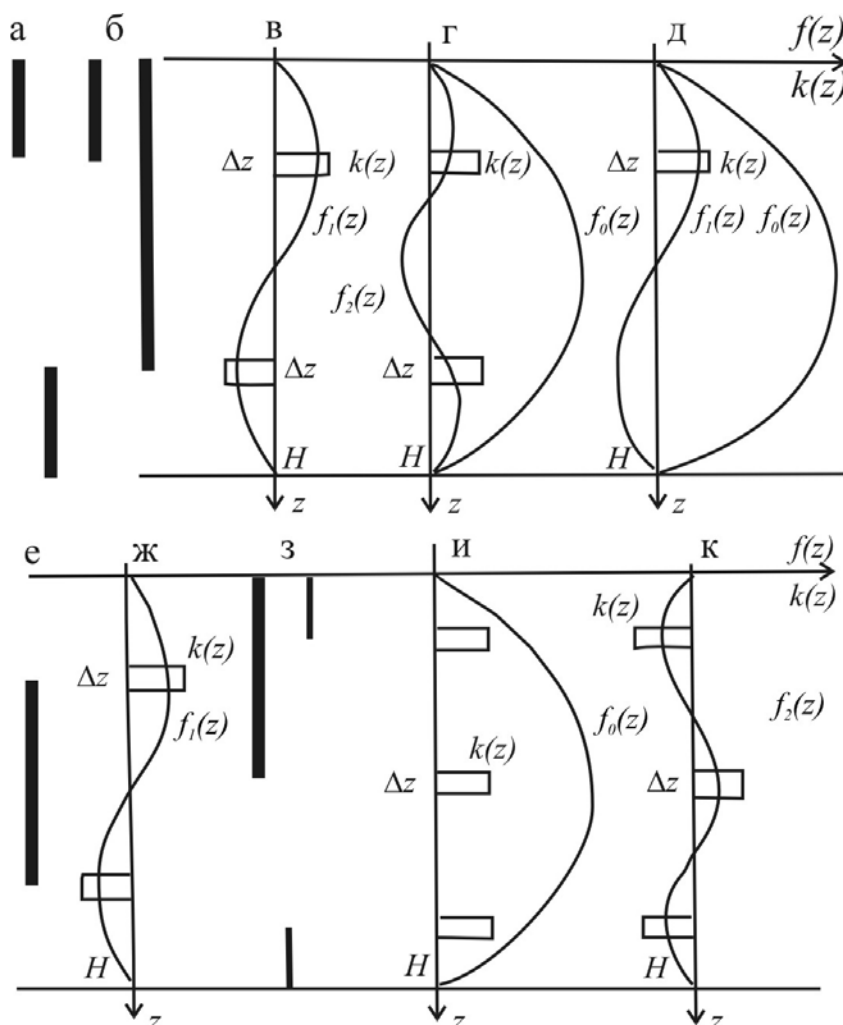 а б в г д f(z)
k(z)
Δz k(z) k(z) Δz k(z)
f₁(z) f₀(z) f₁(z) f₀(z)
f₂(z)
Δz Δz
H H H
z z z
е ж з и к f(z)
k(z) k(z)
k(z)
Δz
f₁(z) f₀(z) f₂(z)
k(z)
Δz Δz
H H H
z z z